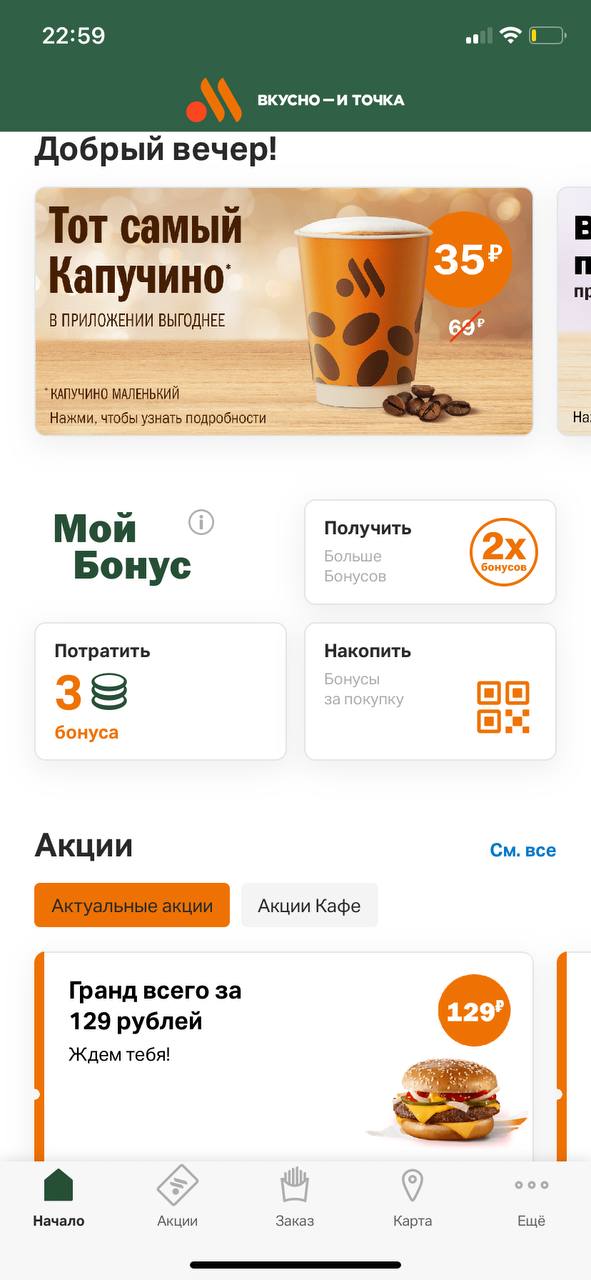 22:59
ВКУСНО — И ТОЧКА
Добрый вечер!
Тот самый
Капучино*
В ПРИЛОЖЕНИИ ВЫГОДНЕЕ
35₽
69₽
*КАПУЧИНО МАЛЕНЬКИЙ
Нажми, чтобы узнать подробности
Мой
Бонус
Получить
Больше
Бонусов
2x
бонусов
Потратить
3
бонуса
Накопить
Бонусы
за покупку
Акции
См. все
Актуальные акции
Акции Кафе
Гранд всего за
129 рублей
Ждем тебя!
129₽
Начало
Акции
Заказ
Карта
Ещё